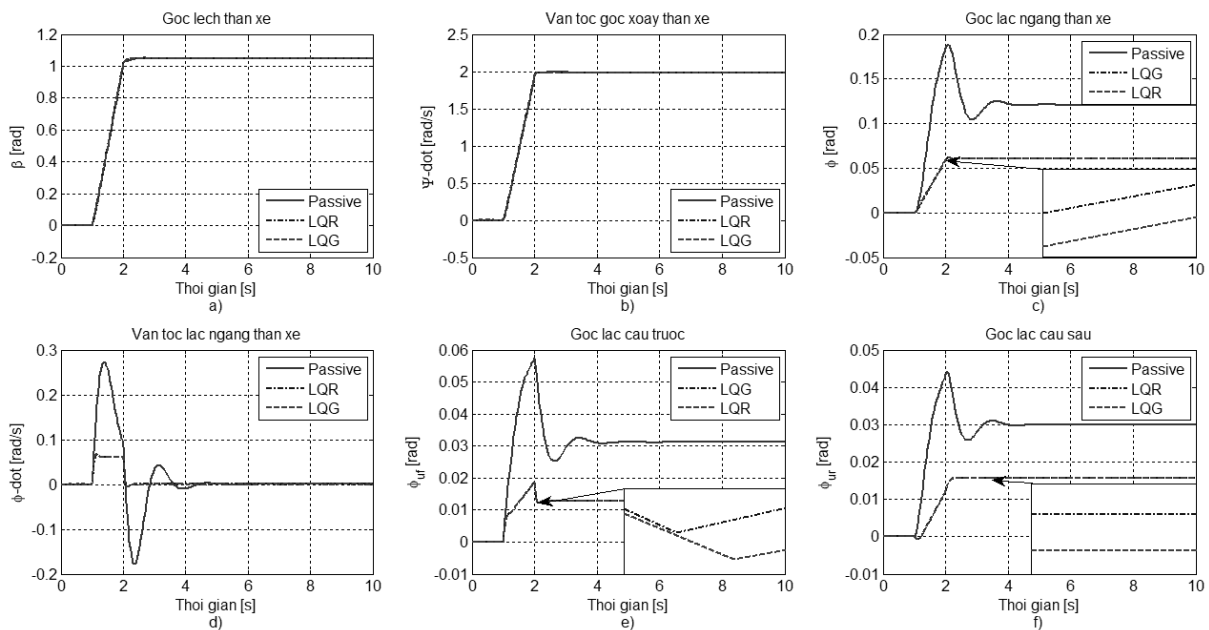 Goc lech than xe
1.2
1
0.8
0.6
0.4
0.2
0
-0.2
β [rad]
Passive
LQR
LQG
0 2 4 6 8 10
Thoi gian [s]
a)
Van toc goc xoay than xe
2.5
2
1.5
1
0.5
0
-0.5
Ψ-dot [rad/s]
Passive
LQR
LQG
0 2 4 6 8 10
Thoi gian [s]
b)
Goc lac ngang than xe
0.2
0.15
0.1
0.05
0
-0.05
ϕ [rad]
Passive
LQG
LQR
0 2 4 6 8 10
Thoi gian [s]
c)
Van toc lac ngang than xe
0.3
0.2
0.1
0
-0.1
-0.2
ϕ-dot [rad/s]
Passive
LQR
LQG
0 2 4 6 8 10
Thoi gian [s]
d)
Goc lac cau truoc
0.06
0.05
0.04
0.03
0.02
0.01
0
-0.01
ϕuf [rad]
Passive
LQG
LQR
0 2 4 6 8 10
Thoi gian [s]
e)
Goc lac cau sau
0.05
0.04
0.03
0.02
0.01
0
-0.01
ϕur [rad]
Passive
LQR
LQG
0 2 4 6 8 10
Thoi gian [s]
f)